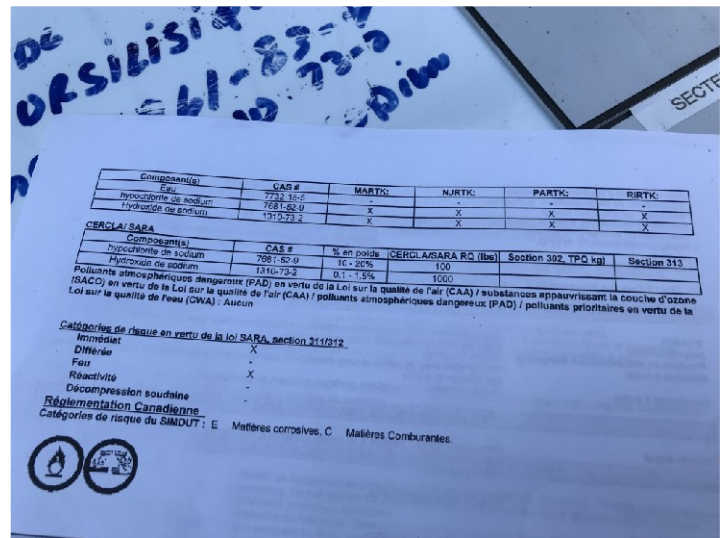 DE
ORSILISIQ
561-83-
73-2
SECTE
Composant(s) CAS # MARTK: NJRTK: PARTK: RIRTK:
Eau 7732-18-5 - - - -
hypochlorite de sodium 7681-52-9 X X X X
Hydroxide de sodium 1310-73-2 X X X X
CERCLA/ SARA
Composant(s) CAS # % en poids CERCLA/SARA RQ (lbs) Section 302, TPQ kg) Section 313
hypochlorite de sodium 7681-52-9 10 - 20% 100
Hydroxide de sodium 1310-73-2 0.1 - 1.5% 1000
Polluants atmosphériques dangereux (PAD) en vertu de la Loi sur la qualité de l'air (CAA) / substances appauvrissant la couche d'ozone
(SACO) en vertu de la Loi sur la qualité de l'air (CAA) / polluants atmosphériques dangereux (PAD) / polluants prioritaires en vertu de la
Loi sur la qualité de l'eau (CWA) : Aucun
Catégories de risque en vertu de la loi SARA, section 311/312
Immédiat X
Différée -
Feu -
Réactivité X
Décompression soudaine -
Réglementation Canadienne
Catégories de risque du SIMDUT : E Matières corrosives, C Matières Comburantes.